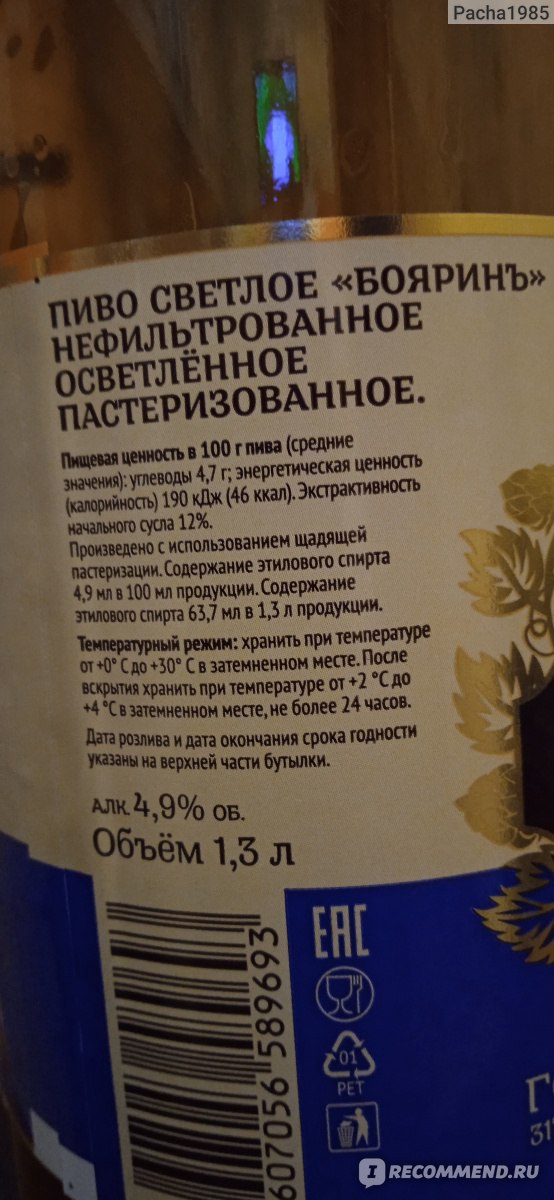 Pacha1985
ПИВО СВЕТЛОЕ «БОЯРИНЪ»
НЕФИЛЬТРОВАННОЕ
ОСВЕТЛЁННОЕ
ПАСТЕРИЗОВАННОЕ.
Пищевая ценность в 100 г пива (средние
значения): углеводы 4,7 г; энергетическая ценность
(калорийность) 190 кДж (46 ккал). Экстрактивность
начального сусла 12%.
Произведено с использованием щадящей
пастеризации. Содержание этилового спирта
4,9 мл в 100 мл продукции. Содержание
этилового спирта 63,7 мл в 1,3 л продукции.
Температурный режим: хранить при температуре
от +0° С до +30° С в затемненном месте. После
вскрытия хранить при температуре от +2 °С до
+4 °С в затемненном месте, не более 24 часов.
Дата розлива и дата окончания срока годности
указаны на верхней части бутылки.
АЛК. 4,9% ОБ.
Объём 1,3 л
EAC
01
PET
607056 589693
IRECOMMEND.RU